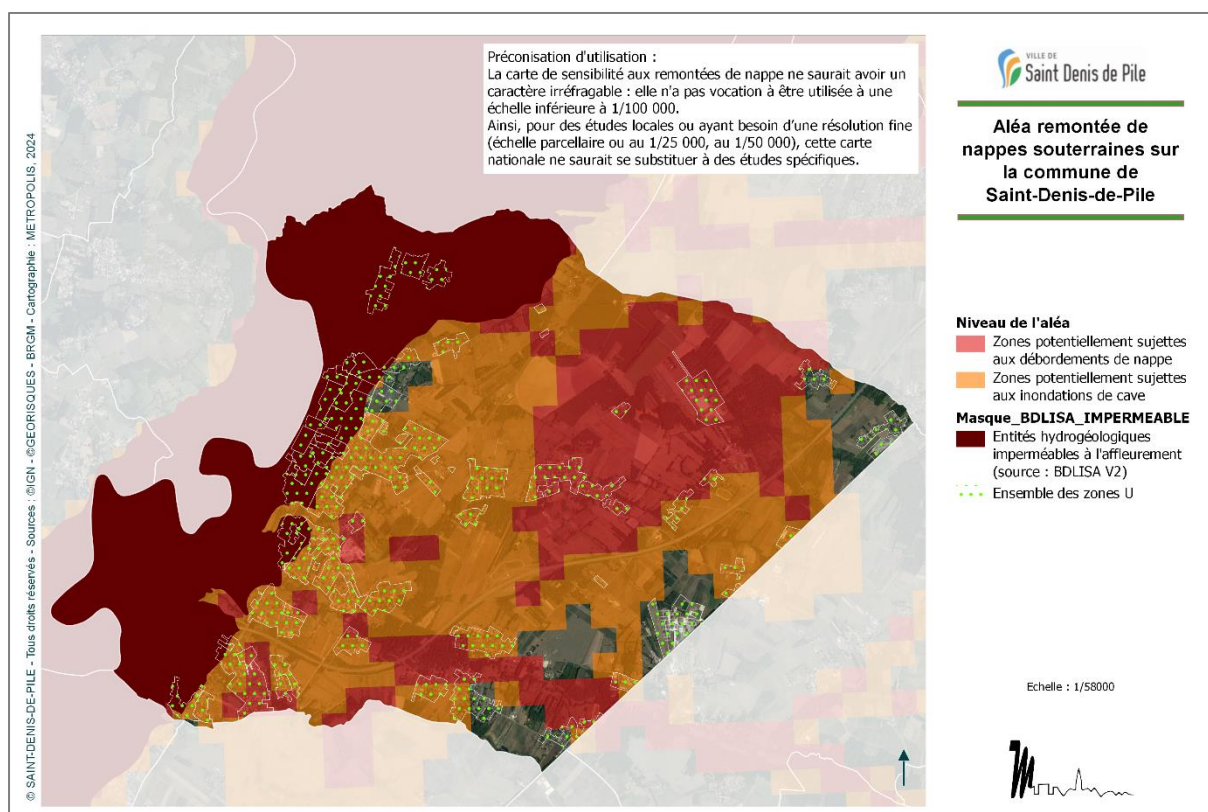 Préconisation d'utilisation :
La carte de sensibilité aux remontées de nappe ne saurait avoir un
caractère irréfragable : elle n'a pas vocation à être utilisée à une
échelle inférieure à 1/100 000.
Ainsi, pour des études locales ou ayant besoin d'une résolution fine
(échelle parcellaire ou au 1/25 000, au 1/50 000), cette carte
nationale ne saurait se substituer à des études spécifiques.
VILLE DE
Saint Denis de Pile
Aléa remontée de
nappes souterraines sur
la commune de
Saint-Denis-de-Pile
Niveau de l'aléa
Zones potentiellement sujettes
aux débordements de nappe
Zones potentiellement sujettes
aux inondations de cave
Masque_BDLISA_IMPERMEABLE
Entités hydrogéologiques
imperméables à l'affleurement
(source : BDLISA V2)
Ensemble des zones U
Echelle : 1/58000
© SAINT-DENIS-DE-PILE - Tous droits réservés - Sources : ©IGN - ©GEORISQUES - BRGM - Cartographie : METROPOLIS, 2024